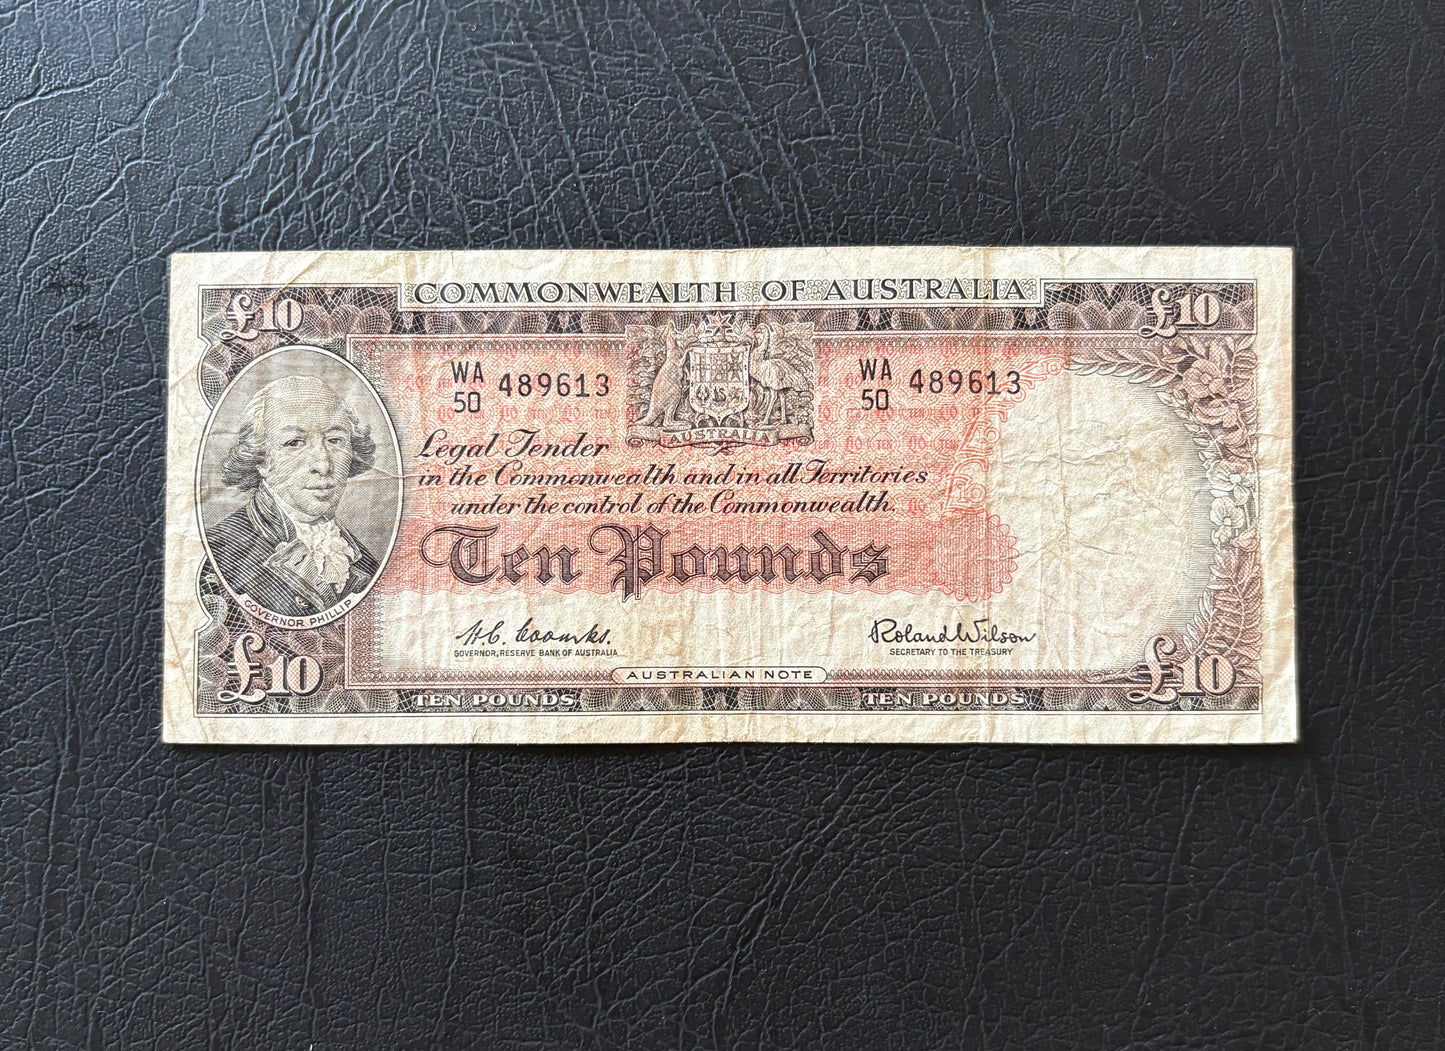 COMMONWEALTH OF AUSTRALIA
£10 £10
WA 50 489613
WA 50 489613
AUSTRALIA
Legal Tender
in the Commonwealth and in all Territories
under the control of the Commonwealth.
Ten Pounds
GOVERNOR PHILLIP
H.C. Coombs.
GOVERNOR, RESERVE BANK OF AUSTRALIA
Roland Wilson
SECRETARY TO THE TREASURY
£10 £10
AUSTRALIAN NOTE
TEN POUNDS TEN POUNDS